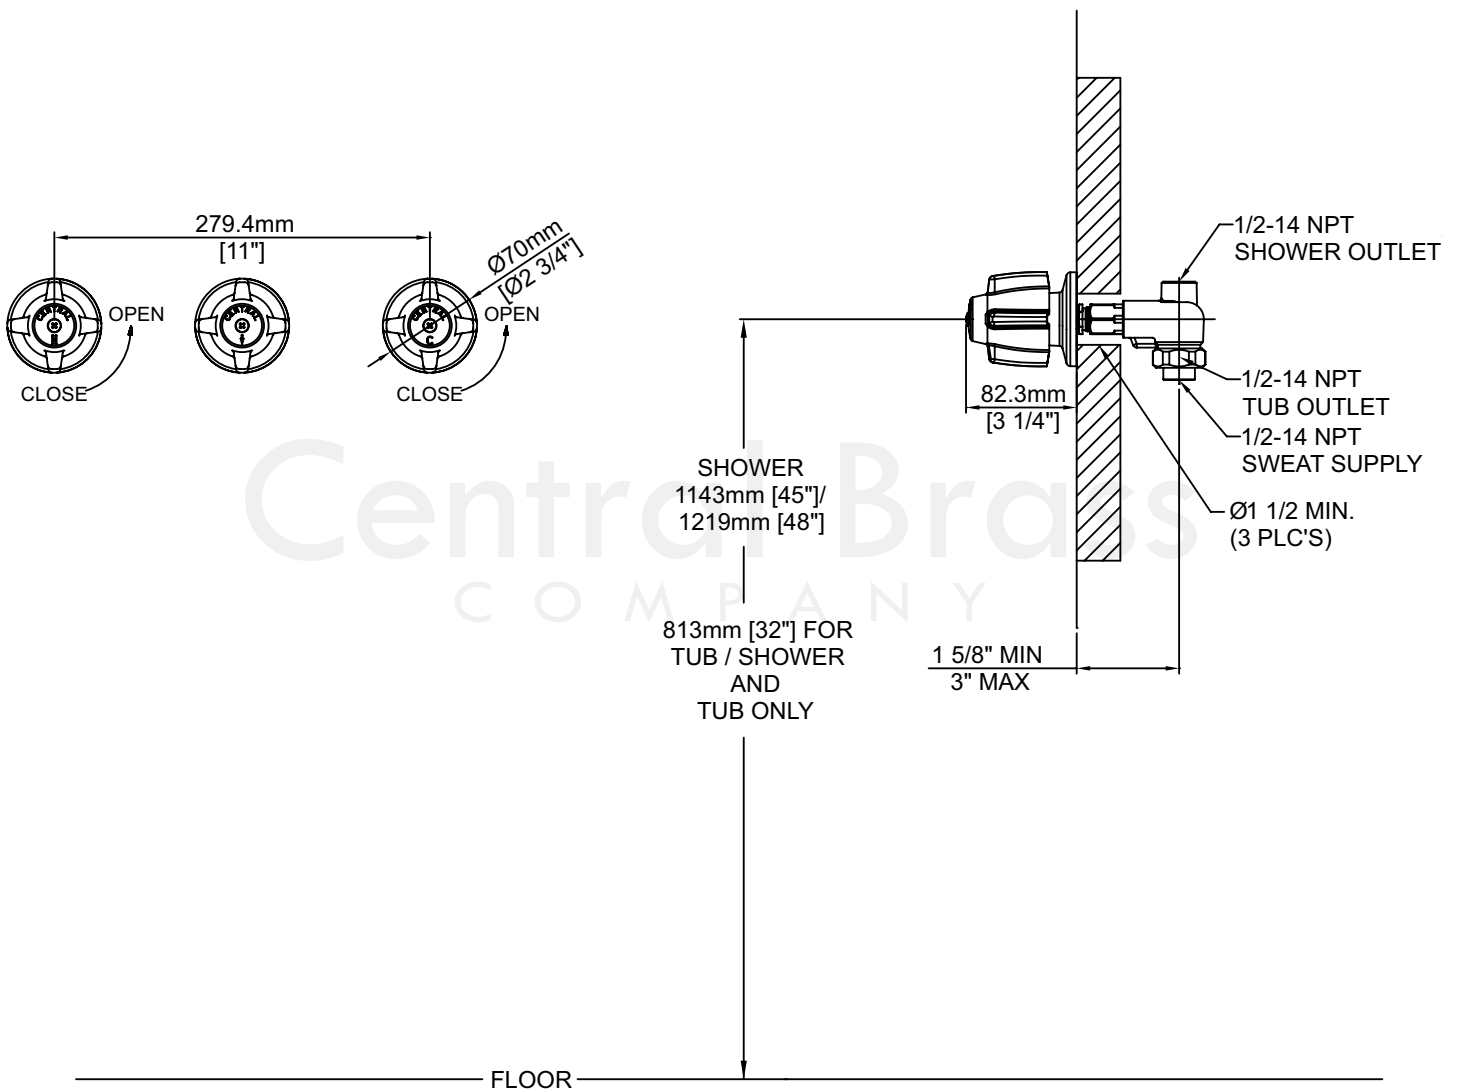 279.4mm
[11"]
Ø70mm
[Ø2 3/4"]
OPEN
CLOSE
OPEN
CLOSE
CENTRAL
H
CENTRAL
CENTRAL
C
1/2-14 NPT
SHOWER OUTLET
82.3mm
[3 1/4"]
1/2-14 NPT
TUB OUTLET
1/2-14 NPT
SWEAT SUPPLY
Ø1 1/2 MIN.
(3 PLC'S)
SHOWER
1143mm [45"]/
1219mm [48"]
Central Brass
COMPANY
813mm [32"] FOR
TUB / SHOWER
AND
TUB ONLY
1 5/8" MIN
3" MAX
FLOOR